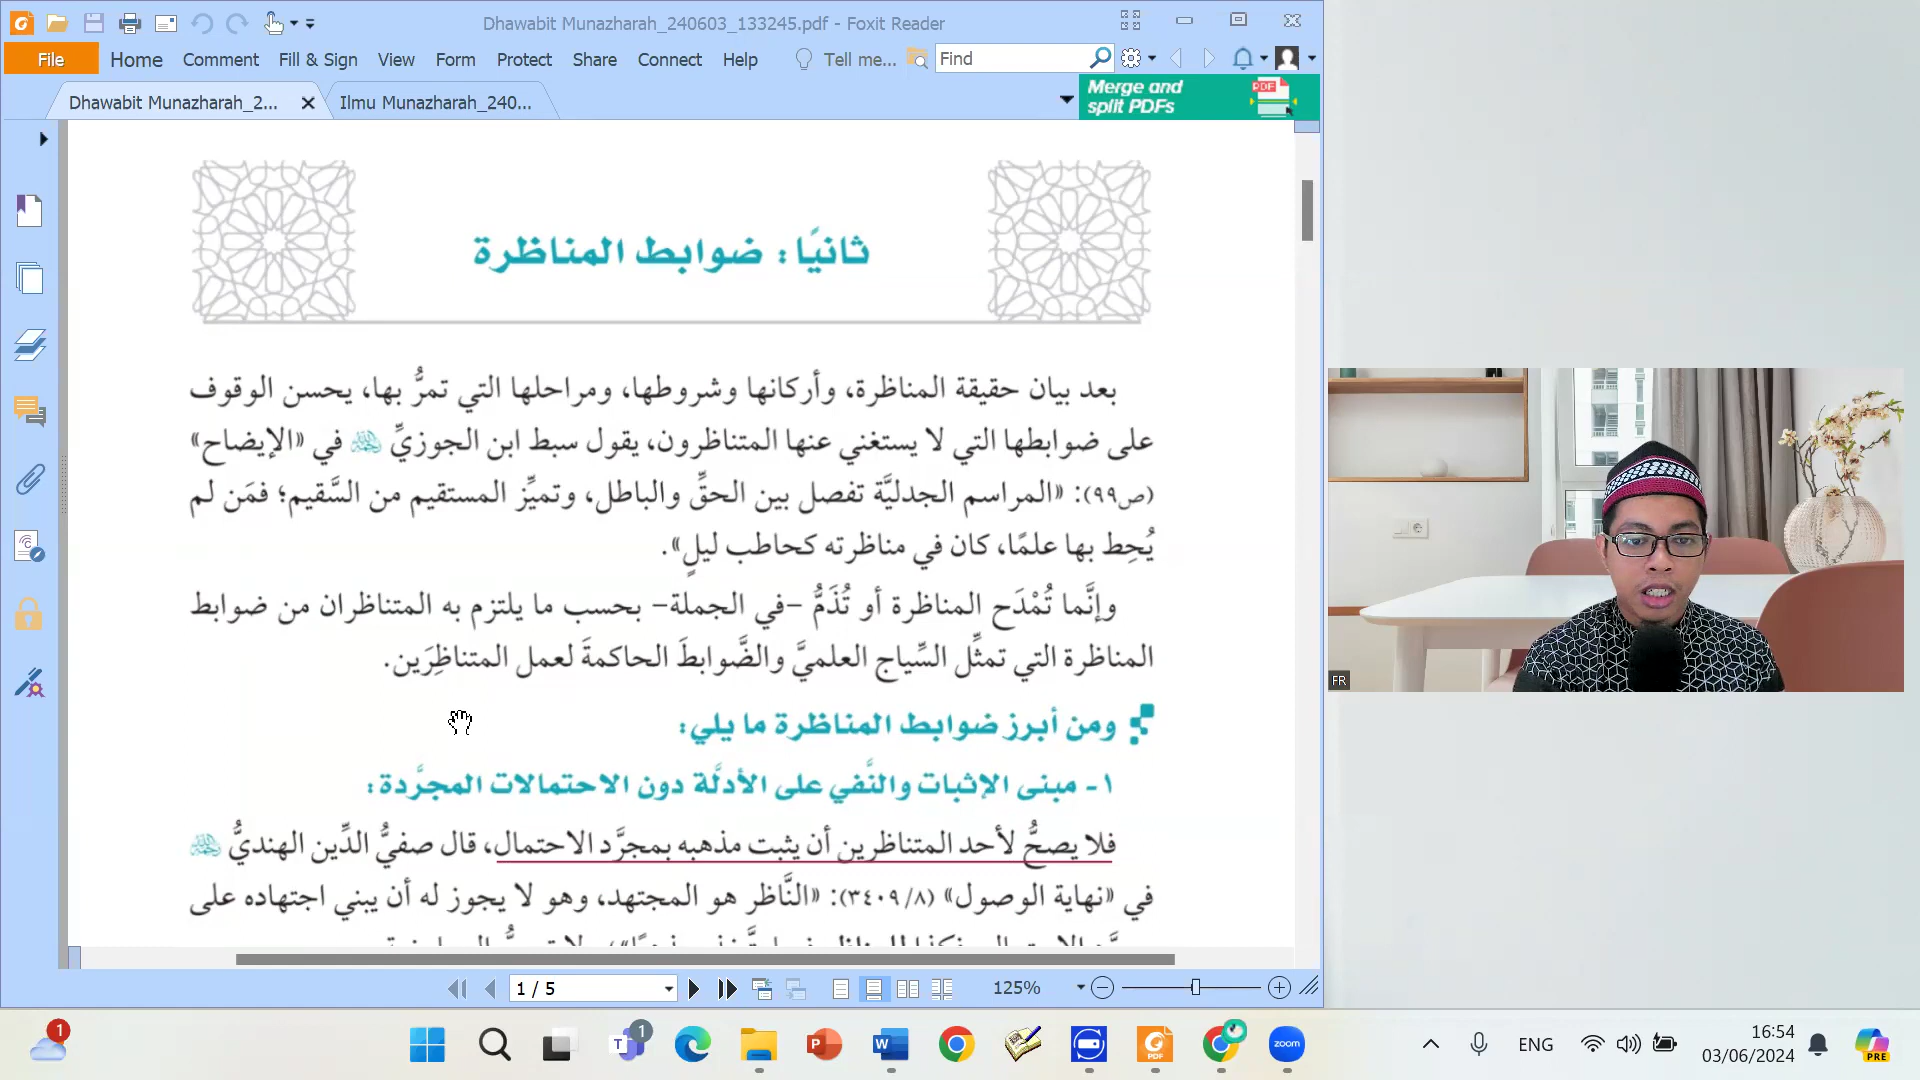 Dhawabit Munazharah_240603_133245.pdf - Foxit Reader
File Home Comment Fill & Sign View Form Protect Share Connect Help Tell me... Find
Dhawabit Munazharah_2... Ilmu Munazharah_240...
Merge and
split PDFs
PDF
ثانيًا: ضوابط المناظرة
بعد بيان حقيقة المناظرة، وأركانها وشروطها، ومراحلها التي تمرُّ بها، يحسن الوقوف
على ضوابطها التي لا يستغني عنها المتناظرون، يقول سبط ابن الجوزيِّ في «الإيضاح»
(ص٩٩): «المراسم الجدليَّة تفصل بين الحقِّ والباطل، وتميِّز المستقيم من السَّقيم؛ فمَن لم
يُحِط بها علمًا، كان في مناظرته كحاطب ليلٍ».
وإنَّما تُمْدَح المناظرة أو تُذَمُّ -في الجملة- بحسب ما يلتزم به المتناظران من ضوابط
المناظرة التي تمثِّل السِّياج العلميَّ والضَّوابطَ الحاكمةَ لعمل المتناظِرَين.
ومن أبرز ضوابط المناظرة ما يلي:
١- مبنى الإثبات والنَّفي على الأدلَّة دون الاحتمالات المجرَّدة:
فلا يصحُّ لأحد المتناظرين أن يثبت مذهبه بمجرَّد الاحتمال، قال صفيُّ الدِّين الهنديُّ
في «نهاية الوصول» (٣٤٠٩/٨): «النَّاظر هو المجتهد، وهو لا يجوز له أن يبني اجتهاده على
FR
1 / 5
125%
1
1
T
P
W
PDF
zoom
ENG
16:54
03/06/2024
PRE